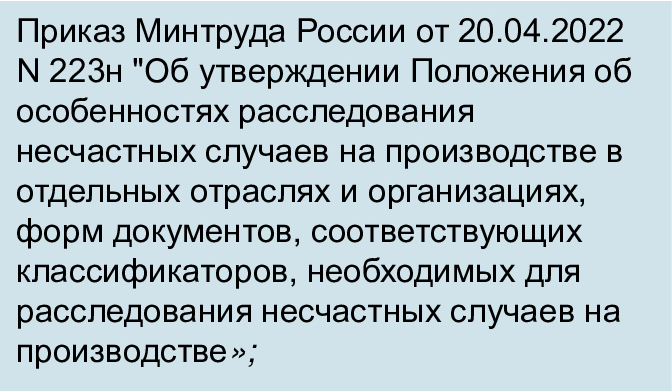 Приказ Минтруда России от 20.04.2022
N 223н "Об утверждении Положения об
особенностях расследования
несчастных случаев на производстве в
отдельных отраслях и организациях,
форм документов, соответствующих
классификаторов, необходимых для
расследования несчастных случаев на
производстве»;